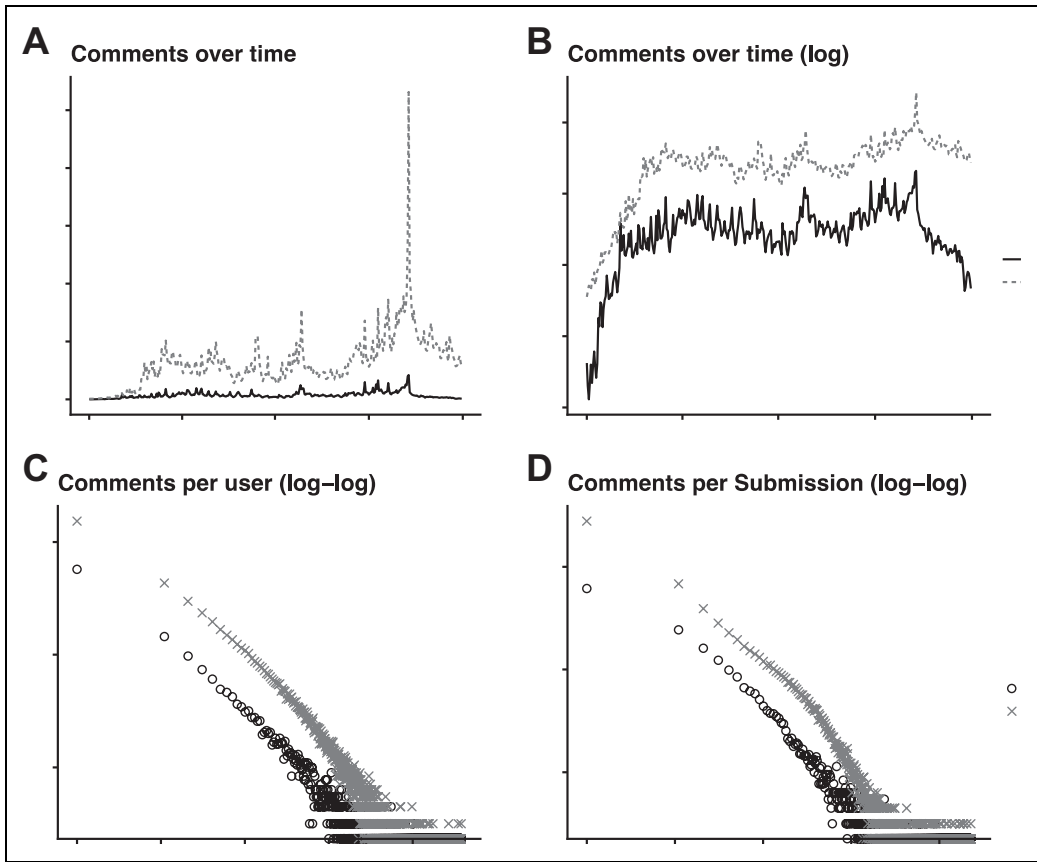 A
Comments over time
B
Comments over time (log)
C
Comments per user (log–log)
D
Comments per Submission (log–log)